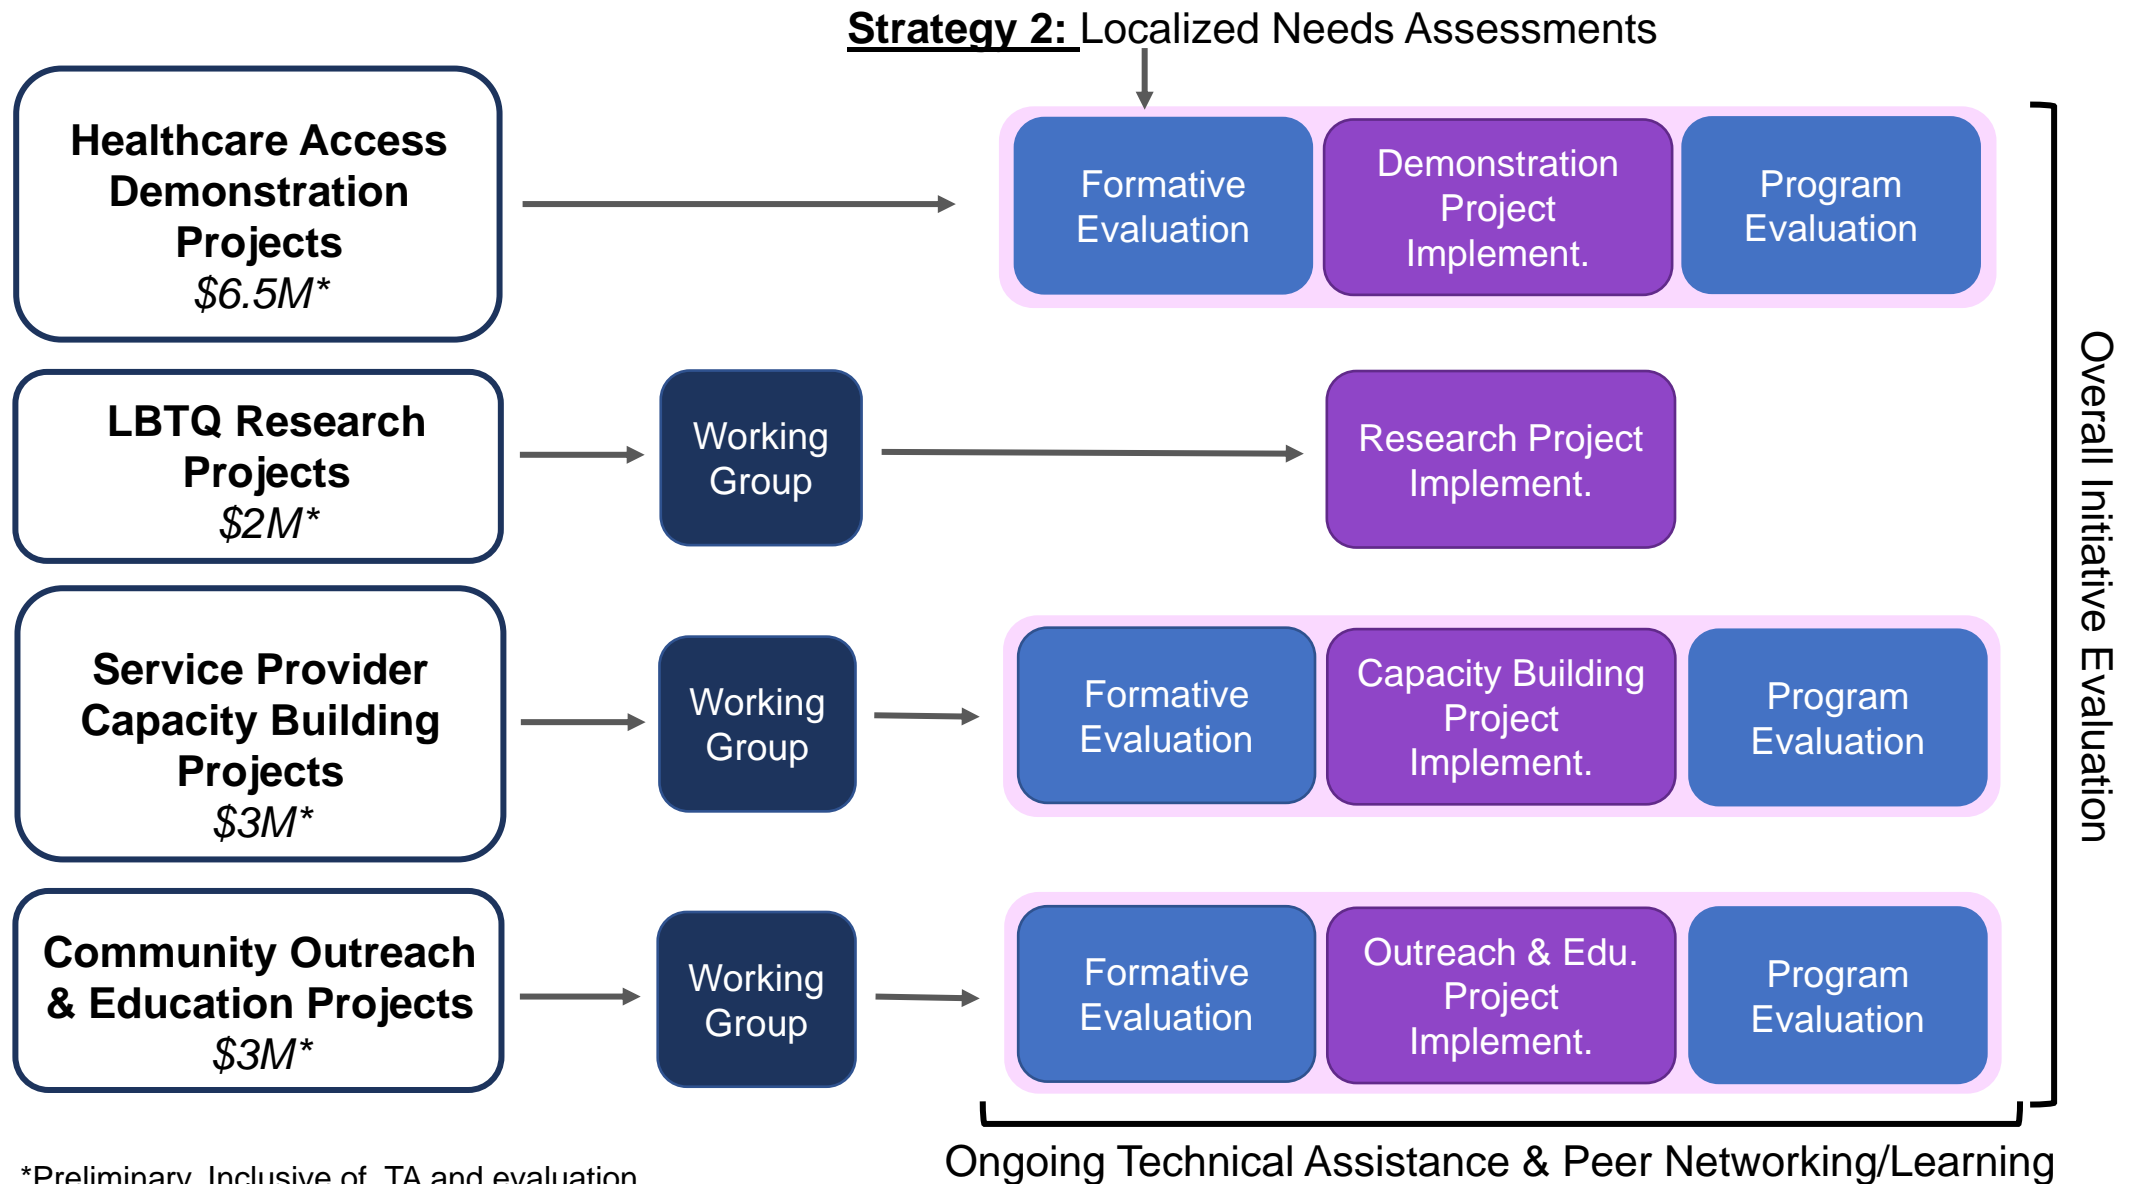 Strategy 2: Localized Needs Assessments
Healthcare Access
Demonstration
Projects
$6.5M*
Formative
Evaluation
Demonstration
Project
Implement.
Program
Evaluation
LBTQ Research
Projects
$2M*
Working
Group
Research Project
Implement.
Service Provider
Capacity Building
Projects
$3M*
Working
Group
Formative
Evaluation
Capacity Building
Project
Implement.
Program
Evaluation
Community Outreach
& Education Projects
$3M*
Working
Group
Formative
Evaluation
Outreach & Edu.
Project
Implement.
Program
Evaluation
Overall Initiative Evaluation
Ongoing Technical Assistance & Peer Networking/Learning
*Preliminary. Inclusive of TA and evaluation